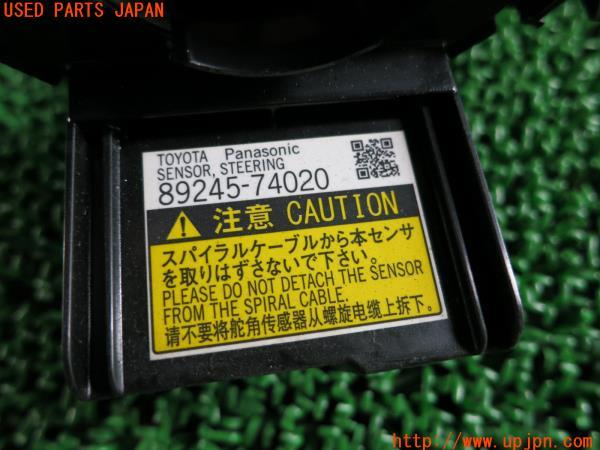 USED PARTS JAPAN
TOYOTA Panasonic
SENSOR, STEERING
89245-74020
注意 CAUTION
スパイラルケーブルから本センサ
を取りはずさないで下さい。
PLEASE DO NOT DETACH THE SENSOR
FROM THE SPIRAL CABLE.
请不要将舵角传感器从螺旋电缆上拆下。
http://www.upjpn.com/